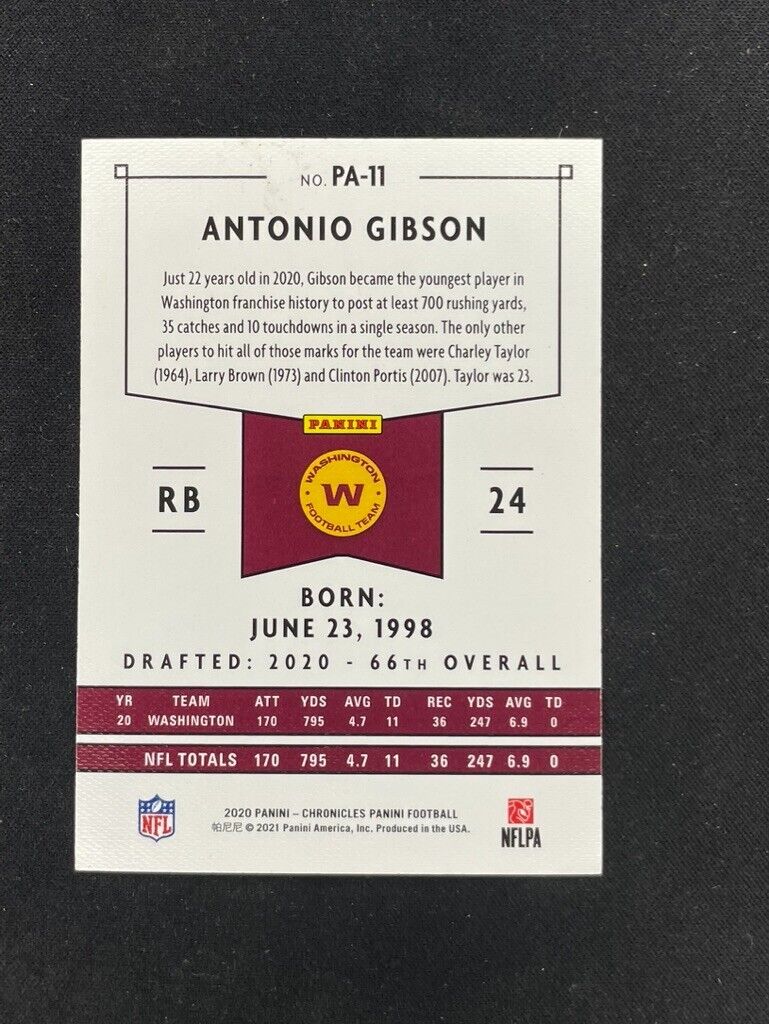 NO. PA-11
ANTONIO GIBSON
Just 22 years old in 2020, Gibson became the youngest player in
Washington franchise history to post at least 700 rushing yards,
35 catches and 10 touchdowns in a single season. The only other
players to hit all of those marks for the team were Charley Taylor
(1964), Larry Brown (1973) and Clinton Portis (2007). Taylor was 23.
PANINI
WASHINGTON
W
FOOTBALL TEAM
RB
24
BORN:
JUNE 23, 1998
DRAFTED: 2020 - 66TH OVERALL
YR TEAM ATT YDS AVG TD REC YDS AVG TD
20 WASHINGTON 170 795 4.7 11 36 247 6.9 0
NFL TOTALS 170 795 4.7 11 36 247 6.9 0
NFL
2020 PANINI – CHRONICLES PANINI FOOTBALL
帕尼尼 © 2021 Panini America, Inc. Produced in the USA.
NFLPA